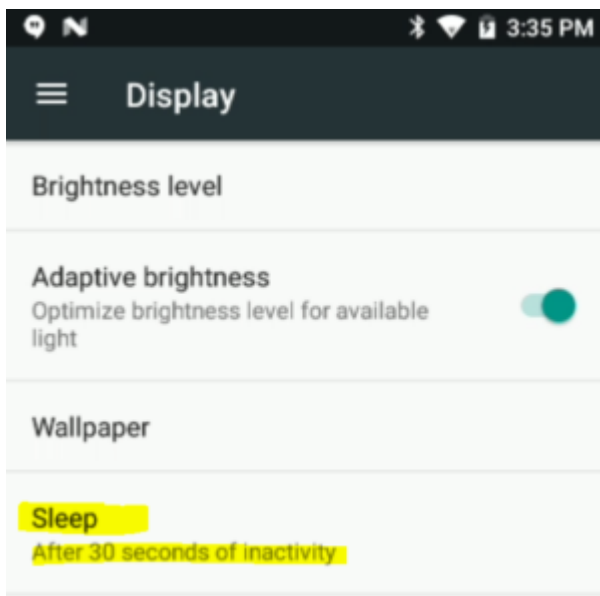 3:35 PM
Display
Brightness level
Adaptive brightness
Optimize brightness level for available
light
Wallpaper
Sleep
After 30 seconds of inactivity